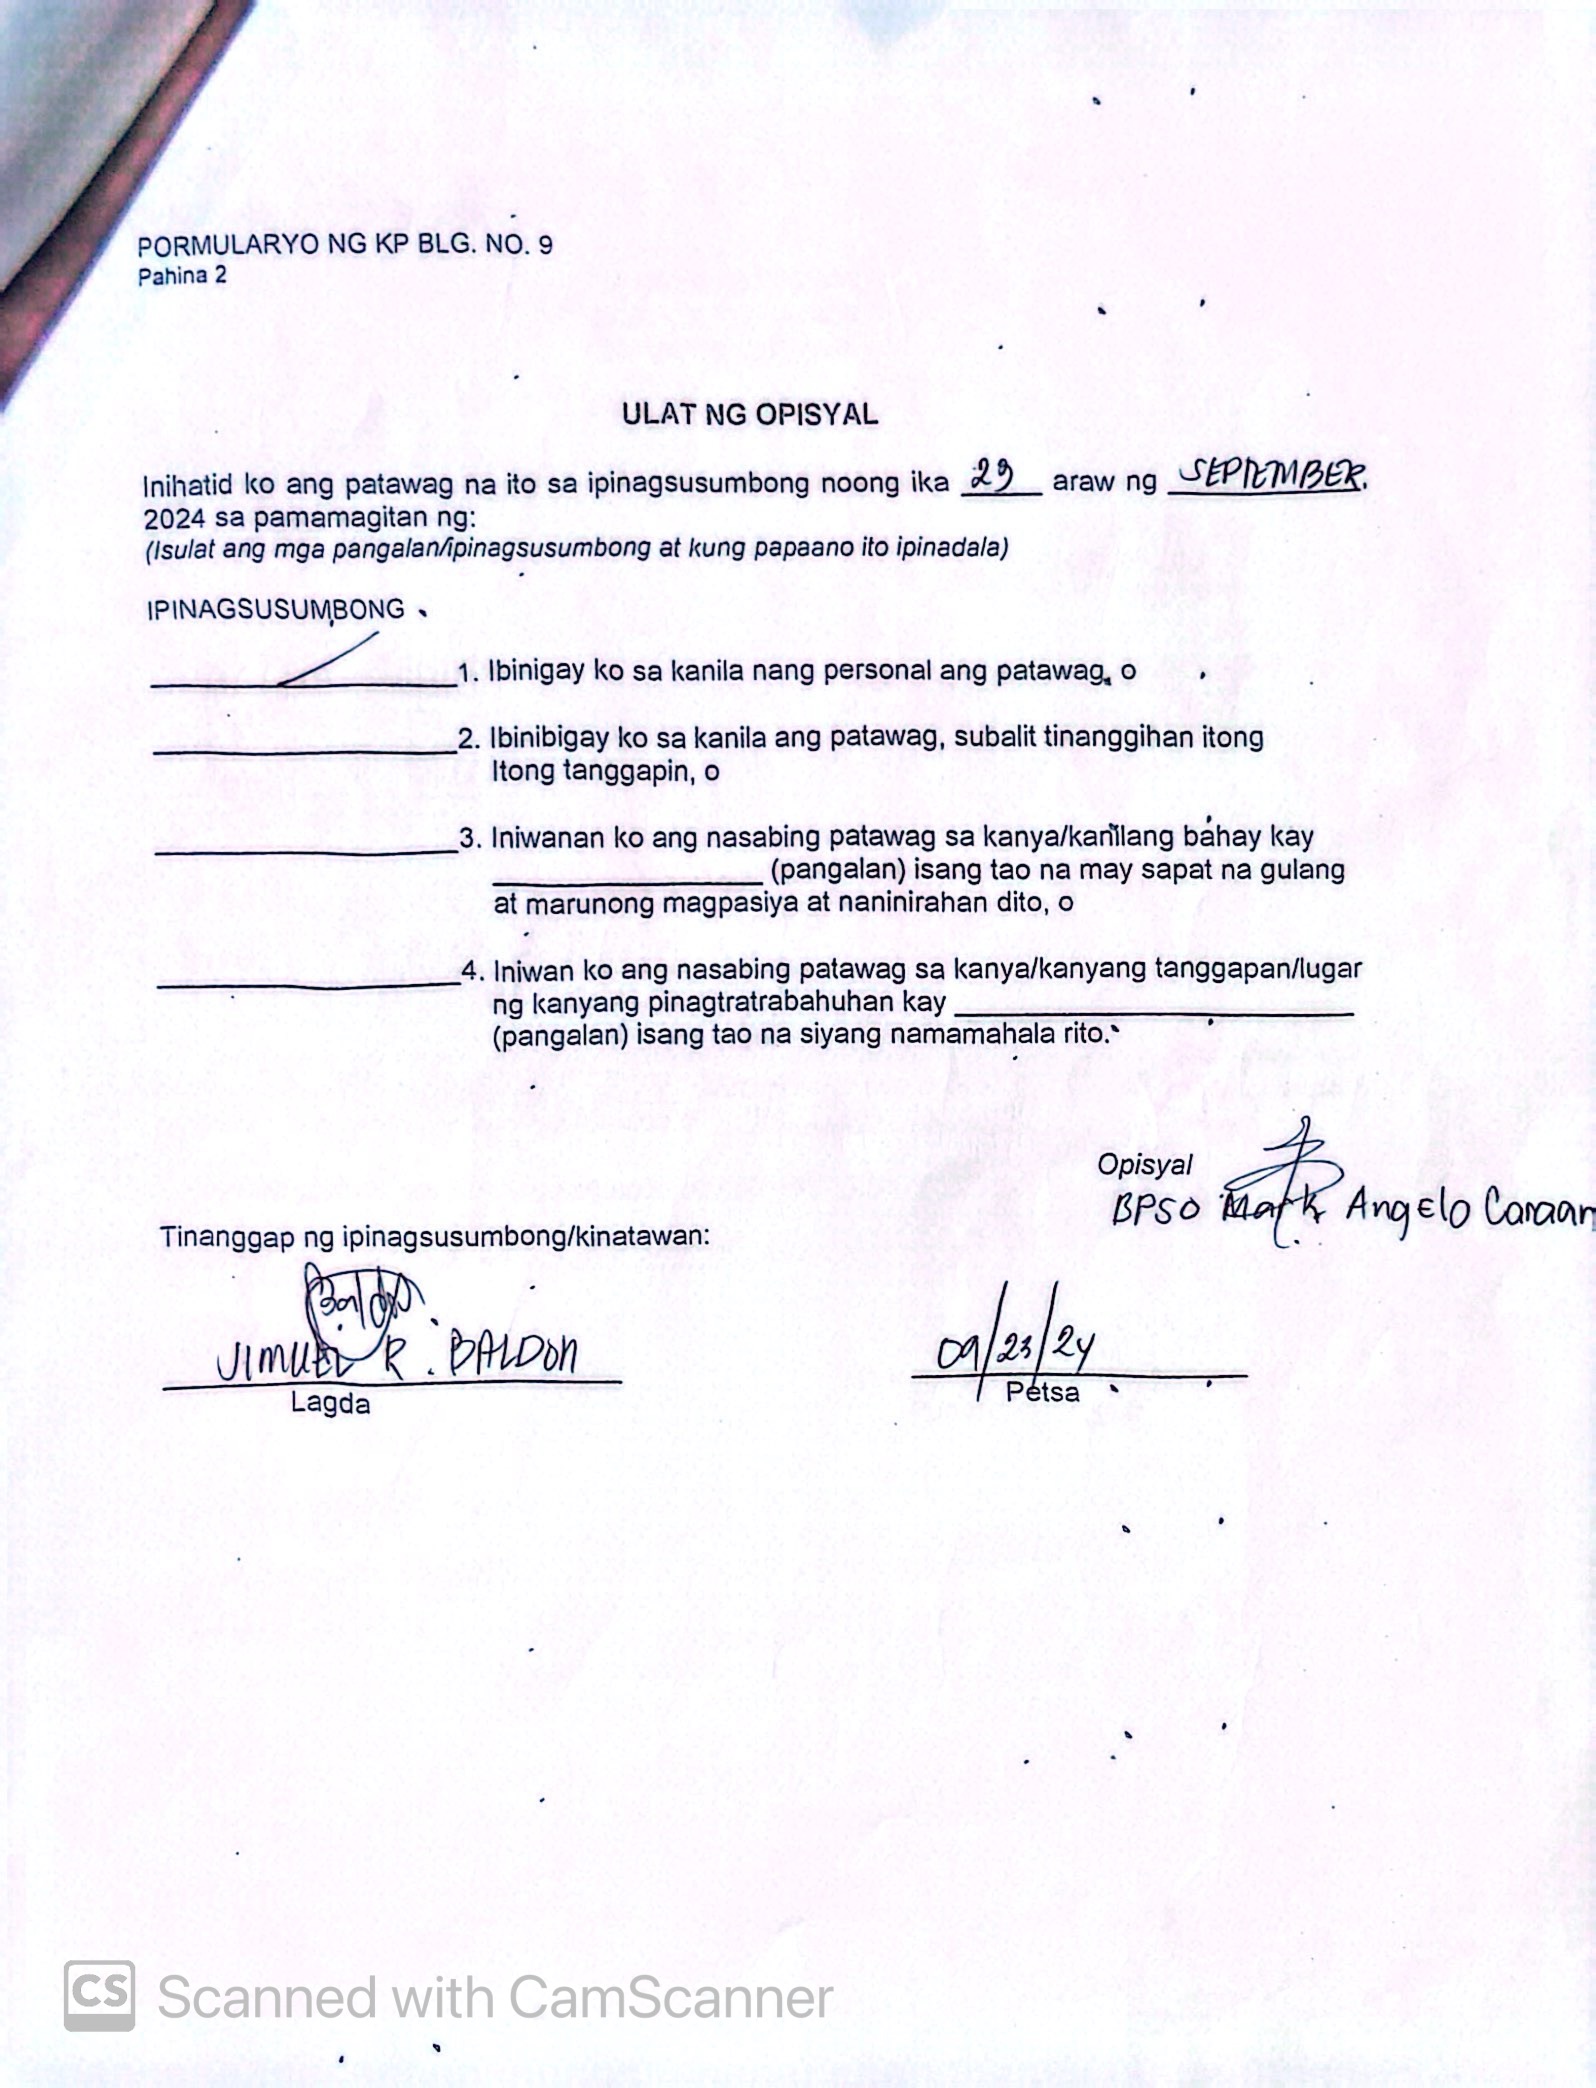 PORMULARYO NG KP BLG. NO. 9
Pahina 2
ULAT NG OPISYAL
Inihatid ko ang patawag na ito sa ipinagsusumbong noong ika 29 araw ng SEPTEMBER.
2024 sa pamamagitan ng:
(Isulat ang mga pangalan/ipinagsusumbong at kung papaano ito ipinadala)
IPINAGSUSUMBONG
1. Ibinigay ko sa kanila nang personal ang patawag, o
2. Ibinibigay ko sa kanila ang patawag, subalit tinanggihan itong
Itong tanggapin, o
3. Iniwanan ko ang nasabing patawag sa kanya/kanilang bahay kay
(pangalan) isang tao na may sapat na gulang
at marunong magpasiya at naninirahan dito, o
4. Iniwan ko ang nasabing patawag sa kanya/kanyang tanggapan/lugar
ng kanyang pinagtratrabahuhan kay
(pangalan) isang tao na siyang namamahala rito.
Opisyal
BPSO Mark Angelo Caraan
Tinanggap ng ipinagsusumbong/kinatawan:
JIMUEL R. BALDON
09/23/24
Lagda
Petsa
CS Scanned with CamScanner